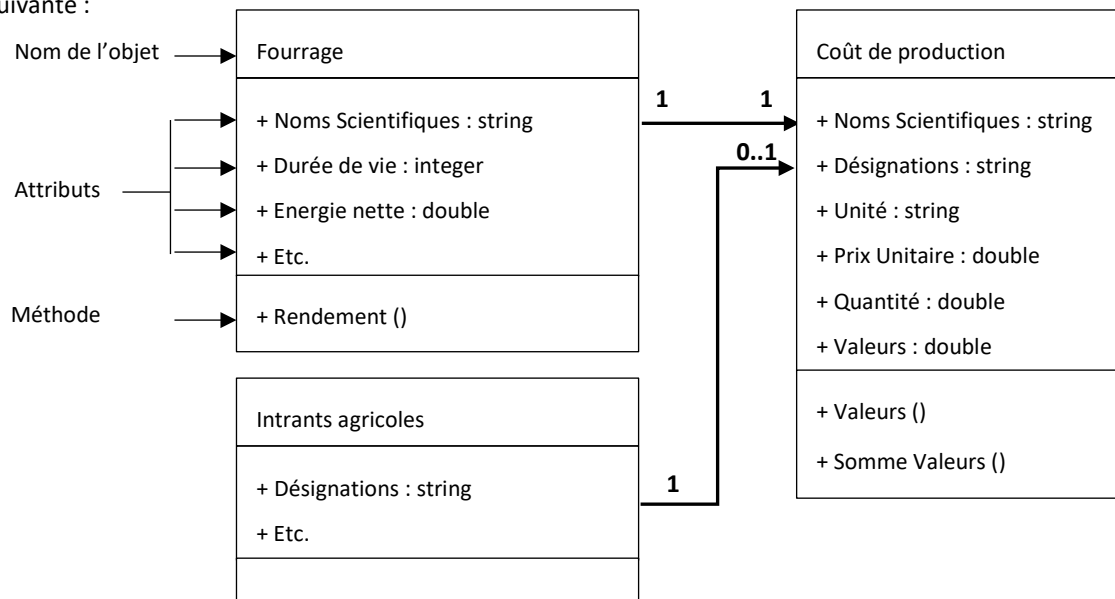 uivante :
Nom de l’objet
Fourrage
Coût de production
1 1
+ Noms Scientifiques : string
+ Durée de vie : integer
+ Energie nette : double
+ Etc.
Attributs
0..1
+ Noms Scientifiques : string
+ Désignations : string
+ Unité : string
+ Prix Unitaire : double
+ Quantité : double
+ Valeurs : double
Méthode
+ Rendement ()
+ Valeurs ()
+ Somme Valeurs ()
Intrants agricoles
+ Désignations : string
+ Etc.
1